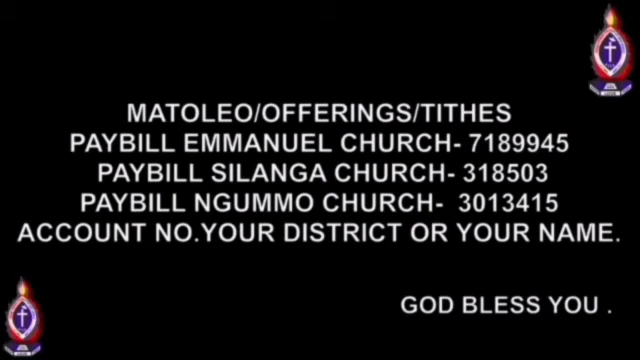 MATOLEO/OFFERINGS/TITHES
PAYBILL EMMANUEL CHURCH- 7189945
PAYBILL SILANGA CHURCH- 318503
PAYBILL NGUMMO CHURCH-  3013415
ACCOUNT NO.YOUR DISTRICT OR YOUR NAME.
GOD BLESS YOU .